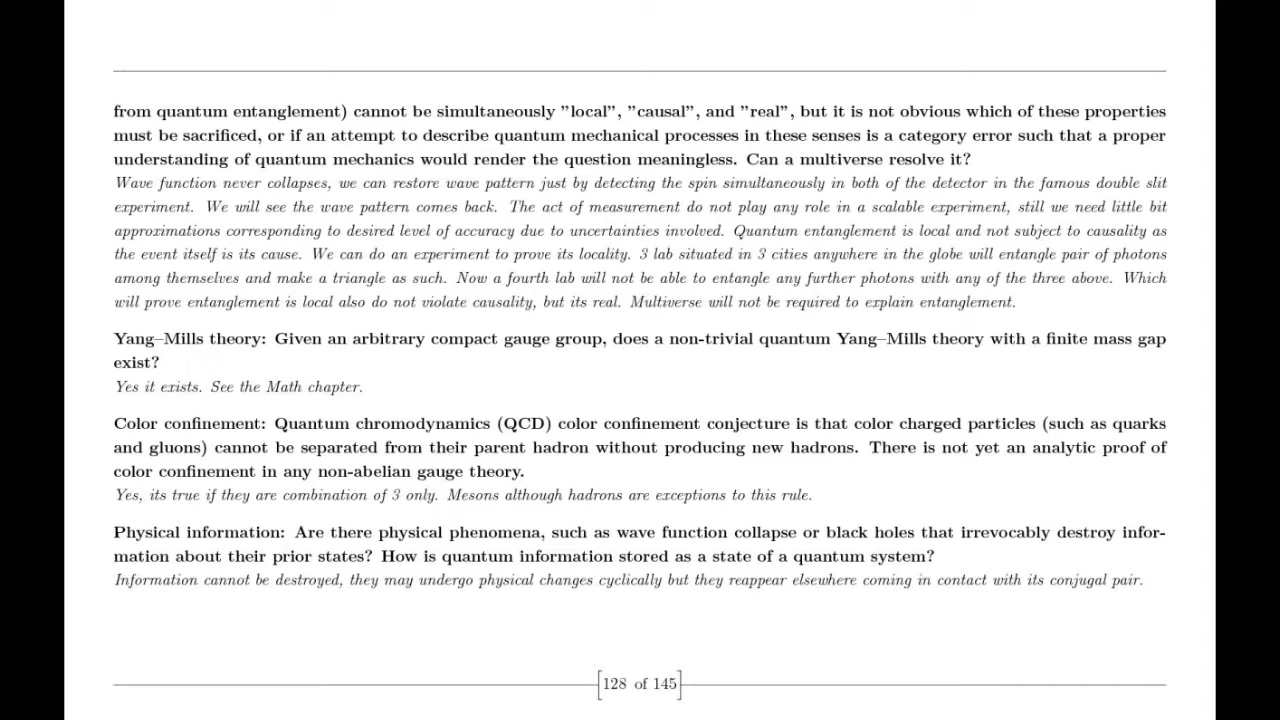 from quantum entanglement) cannot be simultaneously ”local”, ”causal”, and ”real”, but it is not obvious which of these properties
must be sacrificed, or if an attempt to describe quantum mechanical processes in these senses is a category error such that a proper
understanding of quantum mechanics would render the question meaningless. Can a multiverse resolve it?
Wave function never collapses, we can restore wave pattern just by detecting the spin simultaneously in both of the detector in the famous double slit
experiment. We will see the wave pattern comes back. The act of measurement do not play any role in a scalable experiment, still we need little bit
approximations corresponding to desired level of accuracy due to uncertainties involved. Quantum entanglement is local and not subject to causality as
the event itself is its cause. We can do an experiment to prove its locality. 3 lab situated in 3 cities anywhere in the globe will entangle pair of photons
among themselves and make a triangle as such. Now a fourth lab will not be able to entangle any further photons with any of the three above. Which
will prove entanglement is local also do not violate causality, but its real. Multiverse will not be required to explain entanglement.
Yang–Mills theory: Given an arbitrary compact gauge group, does a non-trivial quantum Yang–Mills theory with a finite mass gap
exist?
Yes it exists. See the Math chapter.
Color confinement: Quantum chromodynamics (QCD) color confinement conjecture is that color charged particles (such as quarks
and gluons) cannot be separated from their parent hadron without producing new hadrons. There is not yet an analytic proof of
color confinement in any non-abelian gauge theory.
Yes, its true if they are combination of 3 only. Mesons although hadrons are exceptions to this rule.
Physical information: Are there physical phenomena, such as wave function collapse or black holes that irrevocably destroy infor-
mation about their prior states? How is quantum information stored as a state of a quantum system?
Information cannot be destroyed, they may undergo physical changes cyclically but they reappear elsewhere coming in contact with its conjugal pair.
128 of 145